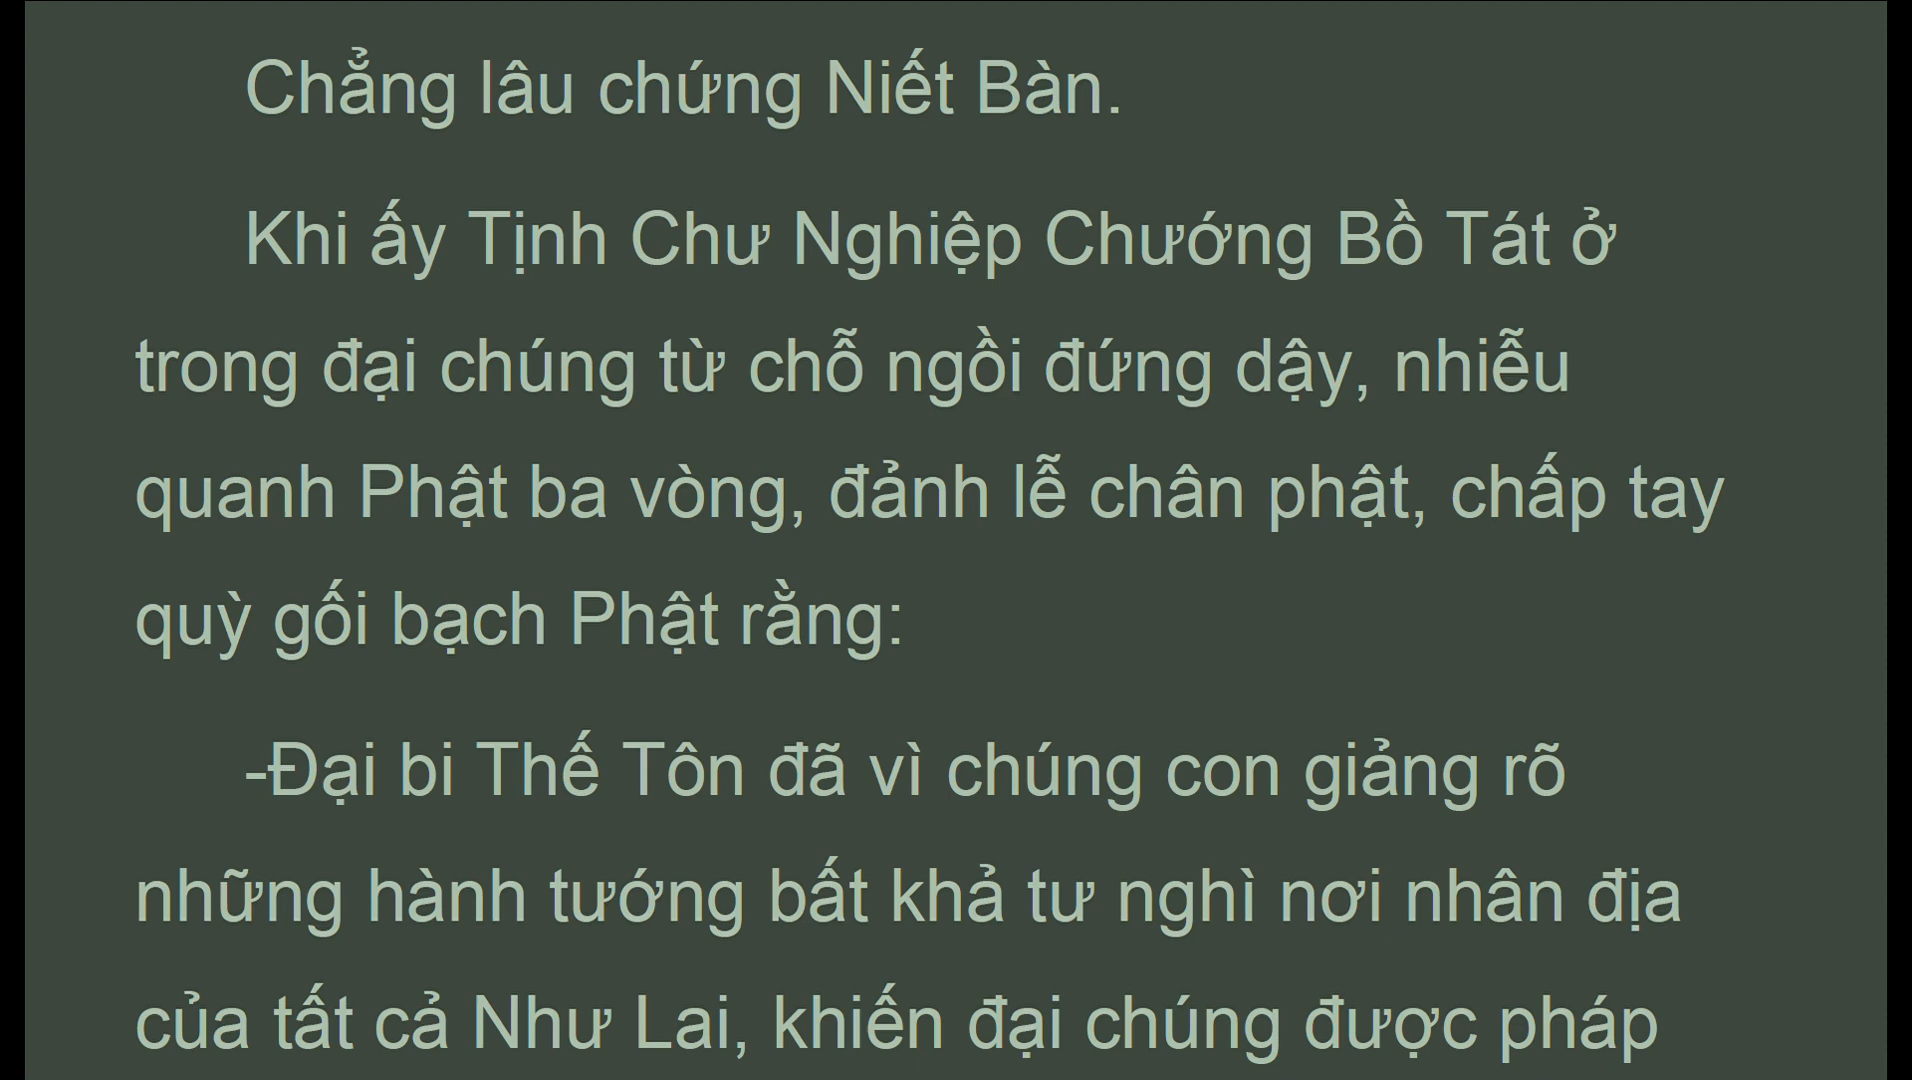 Chẳng lâu chứng Niết Bàn.
Khi ấy Tịnh Chư Nghiệp Chướng Bồ Tát ở
trong đại chúng từ chỗ ngồi đứng dậy, nhiễu
quanh Phật ba vòng, đảnh lễ chân phật, chấp tay
quỳ gối bạch Phật rằng:
-Đại bi Thế Tôn đã vì chúng con giảng rõ
những hành tướng bất khả tư nghì nơi nhân địa
của tất cả Như Lai, khiến đại chúng được pháp